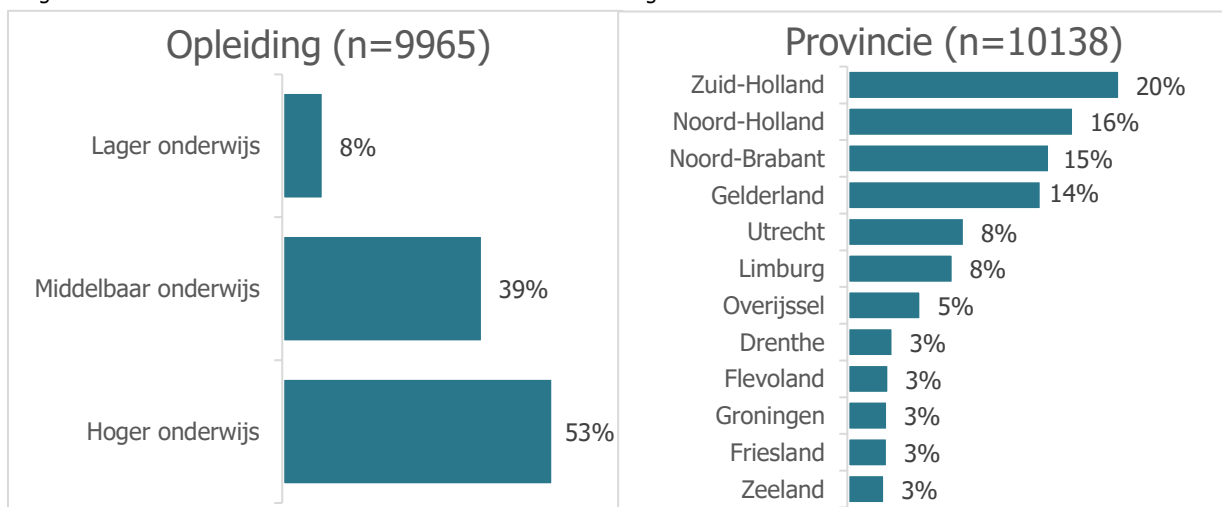 Opleiding (n=9965)
Lager onderwijs 8%
Middelbaar onderwijs 39%
Hoger onderwijs 53%
Provincie (n=10138)
Zuid-Holland 20%
Noord-Holland 16%
Noord-Brabant 15%
Gelderland 14%
Utrecht 8%
Limburg 8%
Overijssel 5%
Drenthe 3%
Flevoland 3%
Groningen 3%
Friesland 3%
Zeeland 3%